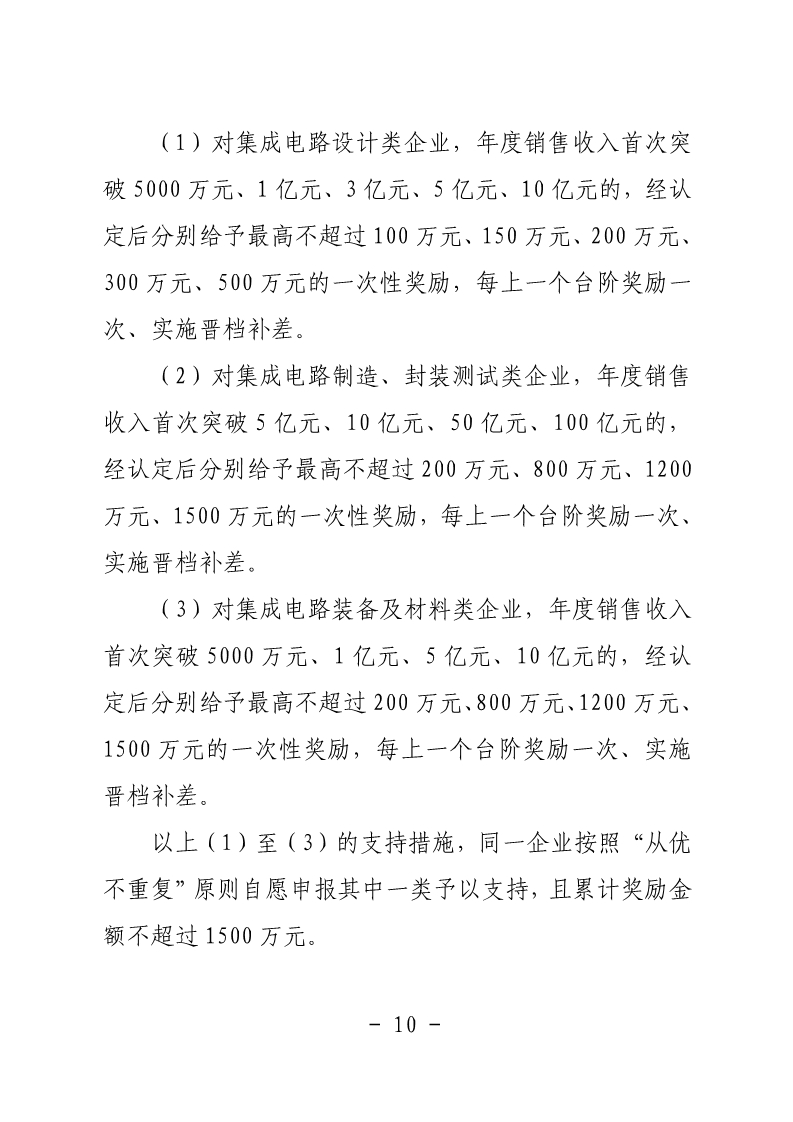 （1）对集成电路设计类企业，年度销售收入首次突
破 5000 万元、1 亿元、3 亿元、5 亿元、10 亿元的，经认
定后分别给予最高不超过 100 万元、150 万元、200 万元、
300 万元、500 万元的一次性奖励，每上一个台阶奖励一
次、实施晋档补差。
（2）对集成电路制造、封装测试类企业，年度销售
收入首次突破 5 亿元、10 亿元、50 亿元、100 亿元的，
经认定后分别给予最高不超过 200 万元、800 万元、1200
万元、1500 万元的一次性奖励，每上一个台阶奖励一次、
实施晋档补差。
（3）对集成电路装备及材料类企业，年度销售收入
首次突破 5000 万元、1 亿元、5 亿元、10 亿元的，经认
定后分别给予最高不超过 200 万元、800 万元、1200 万元、
1500 万元的一次性奖励，每上一个台阶奖励一次、实施
晋档补差。
以上（1）至（3）的支持措施，同一企业按照“从优
不重复”原则自愿申报其中一类予以支持，且累计奖励金
额不超过 1500 万元。
- 10 -